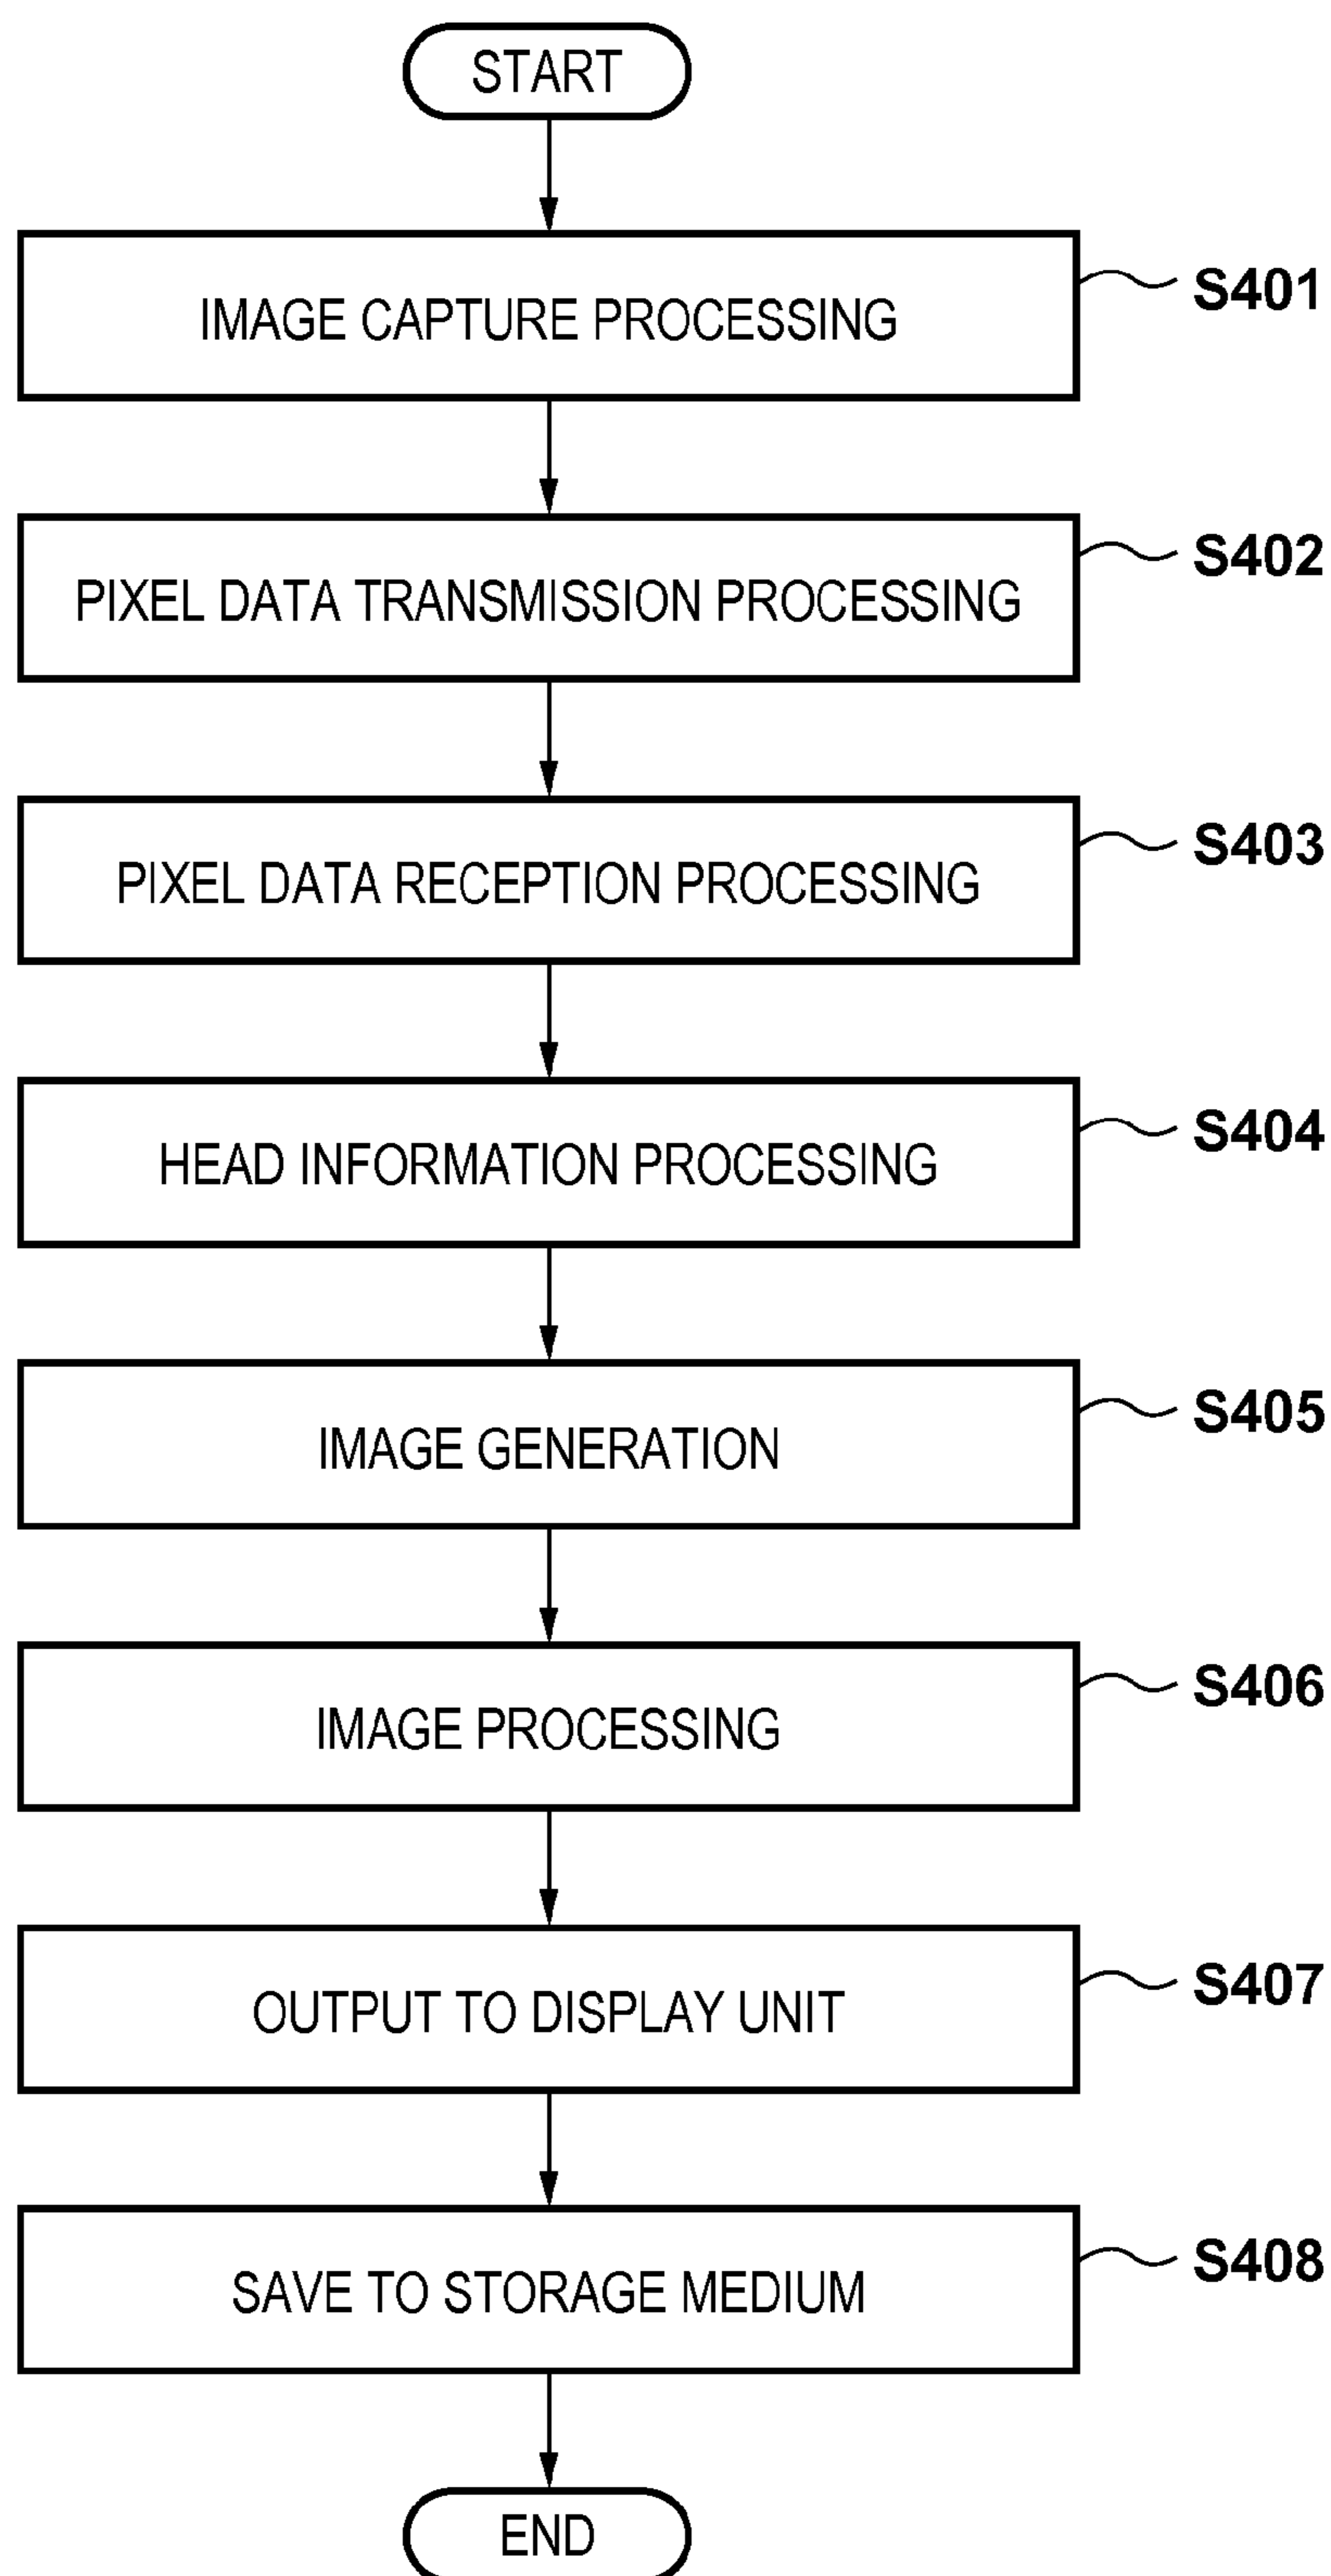 START
IMAGE CAPTURE PROCESSING
S401
PIXEL DATA TRANSMISSION PROCESSING
S402
PIXEL DATA RECEPTION PROCESSING
S403
HEAD INFORMATION PROCESSING
S404
IMAGE GENERATION
S405
IMAGE PROCESSING
S406
OUTPUT TO DISPLAY UNIT
S407
SAVE TO STORAGE MEDIUM
S408
END